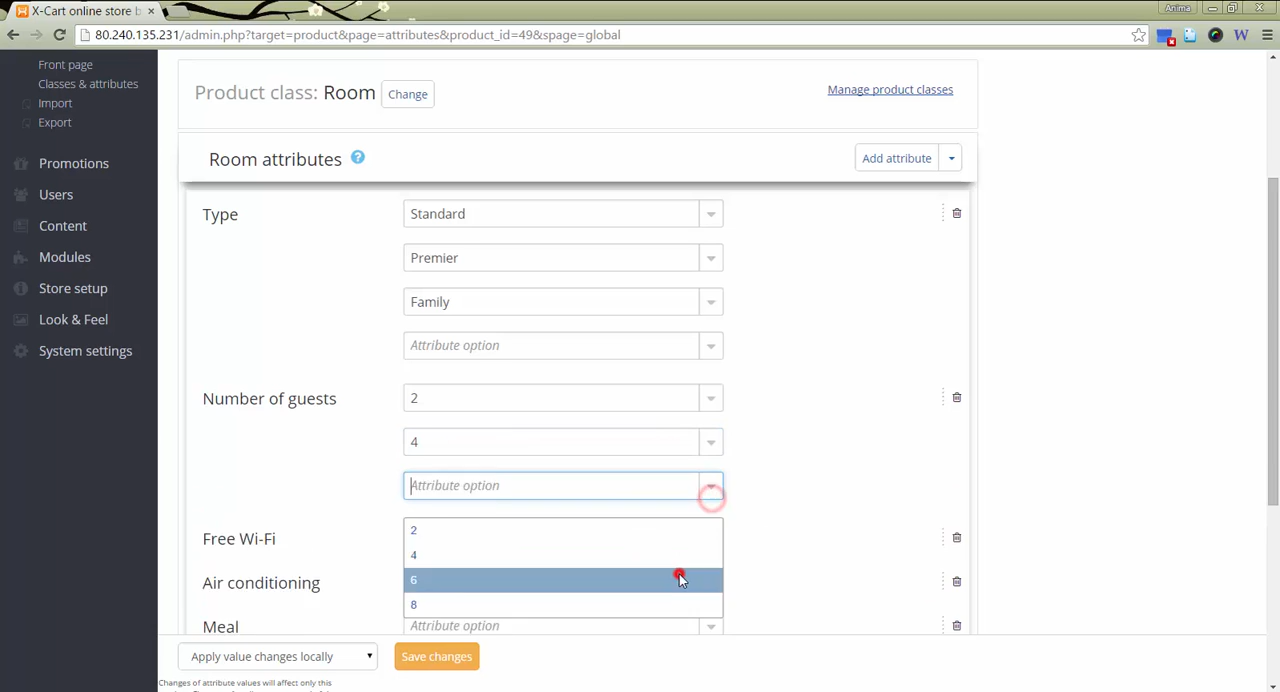 X-Cart online store b
Anima
80.240.135.231/admin.php?target=product&page=attributes&product_id=49&spage=global
W
Front page
Classes & attributes
Import
Export
Promotions
Users
Content
Modules
Store setup
Look & Feel
System settings
Product class: Room
Change
Manage product classes
Room attributes
?
Add attribute
Type
Standard
Premier
Family
Attribute option
Number of guests
2
4
Attribute option
2
4
6
8
Free Wi-Fi
Air conditioning
Meal
Attribute option
Apply value changes locally
Save changes
Changes of attribute values will affect only this